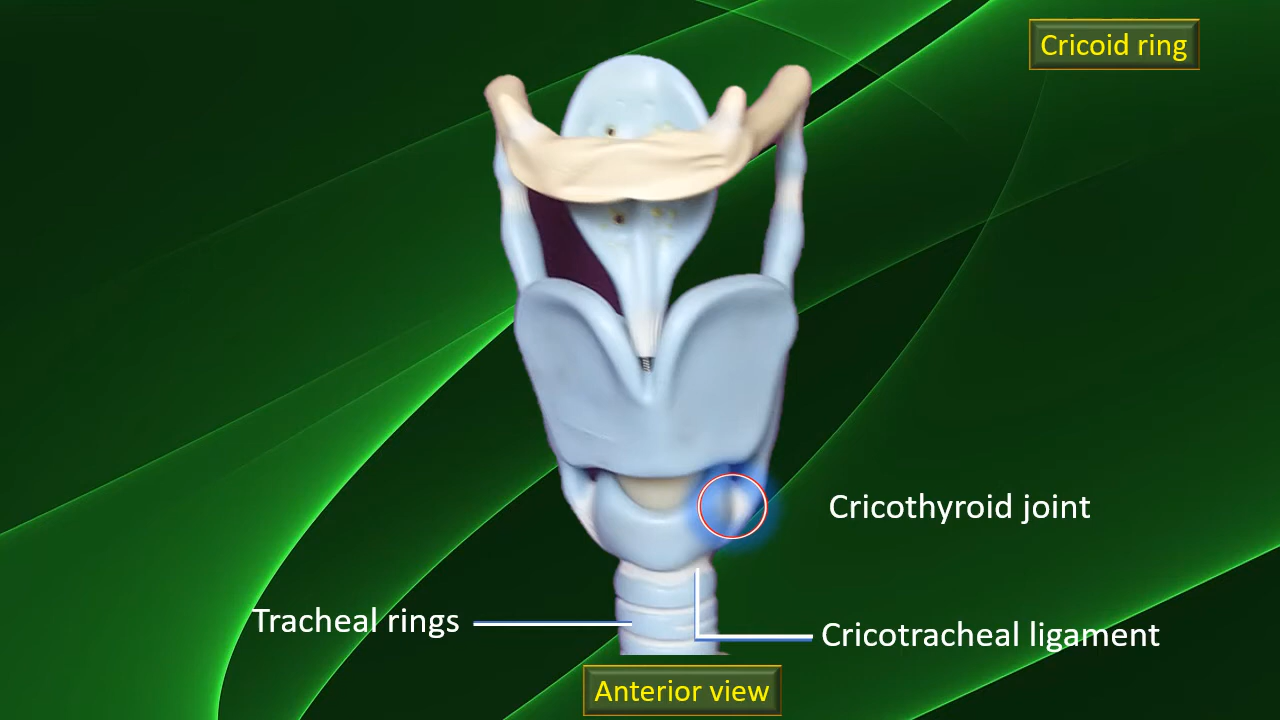 Cricoid ring
Cricothyroid joint
Tracheal rings
Cricotracheal ligament
Anterior view